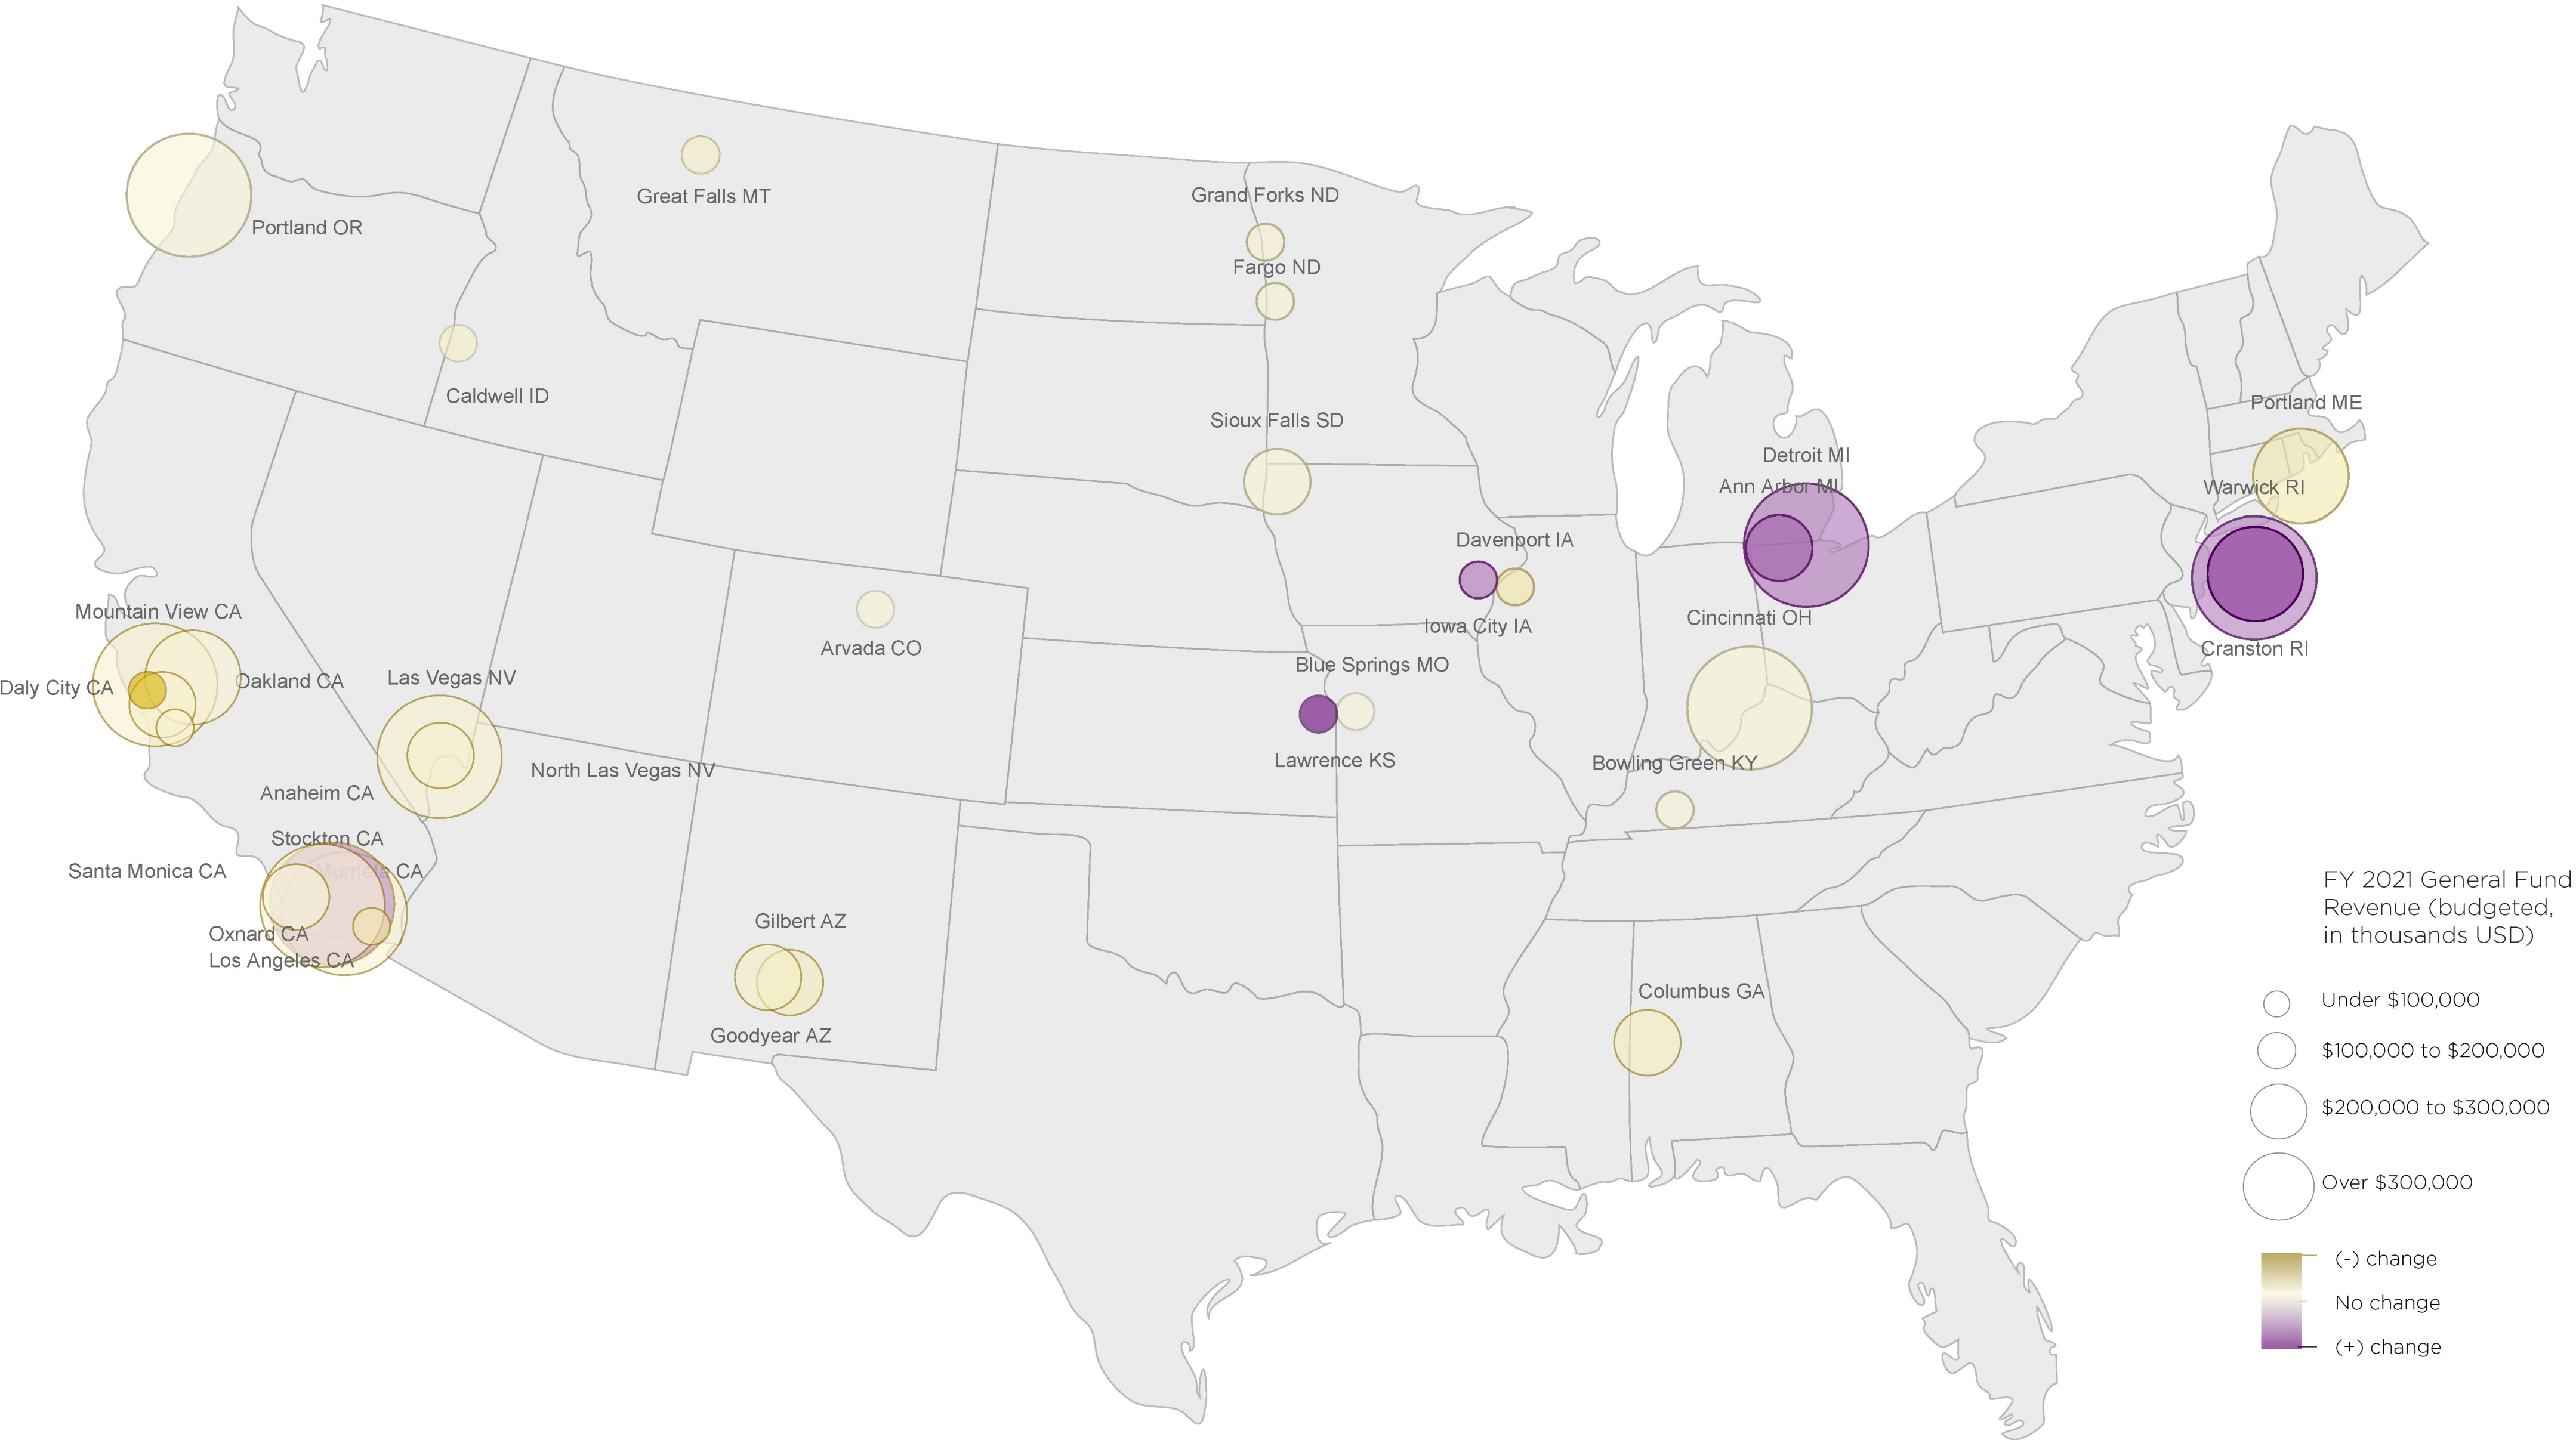 Great Falls MT
Grand Forks ND
Portland OR
Fargo ND
Caldwell ID
Portland ME
Sioux Falls SD
Detroit MI
Ann Arbor MI
Warwick RI
Davenport IA
Mountain View CA
Cincinnati OH
Iowa City IA
Arvada CO
Cranston RI
Blue Springs MO
Daly City CA
Oakland CA
Las Vegas NV
Lawrence KS
Bowling Green KY
North Las Vegas NV
Anaheim CA
Stockton CA
Santa Monica CA
Murrieta CA
Gilbert AZ
Oxnard CA
Los Angeles CA
Columbus GA
Goodyear AZ
FY 2021 General Fund
Revenue (budgeted,
in thousands USD)
Under $100,000
$100,000 to $200,000
$200,000 to $300,000
Over $300,000
(-) change
No change
(+) change